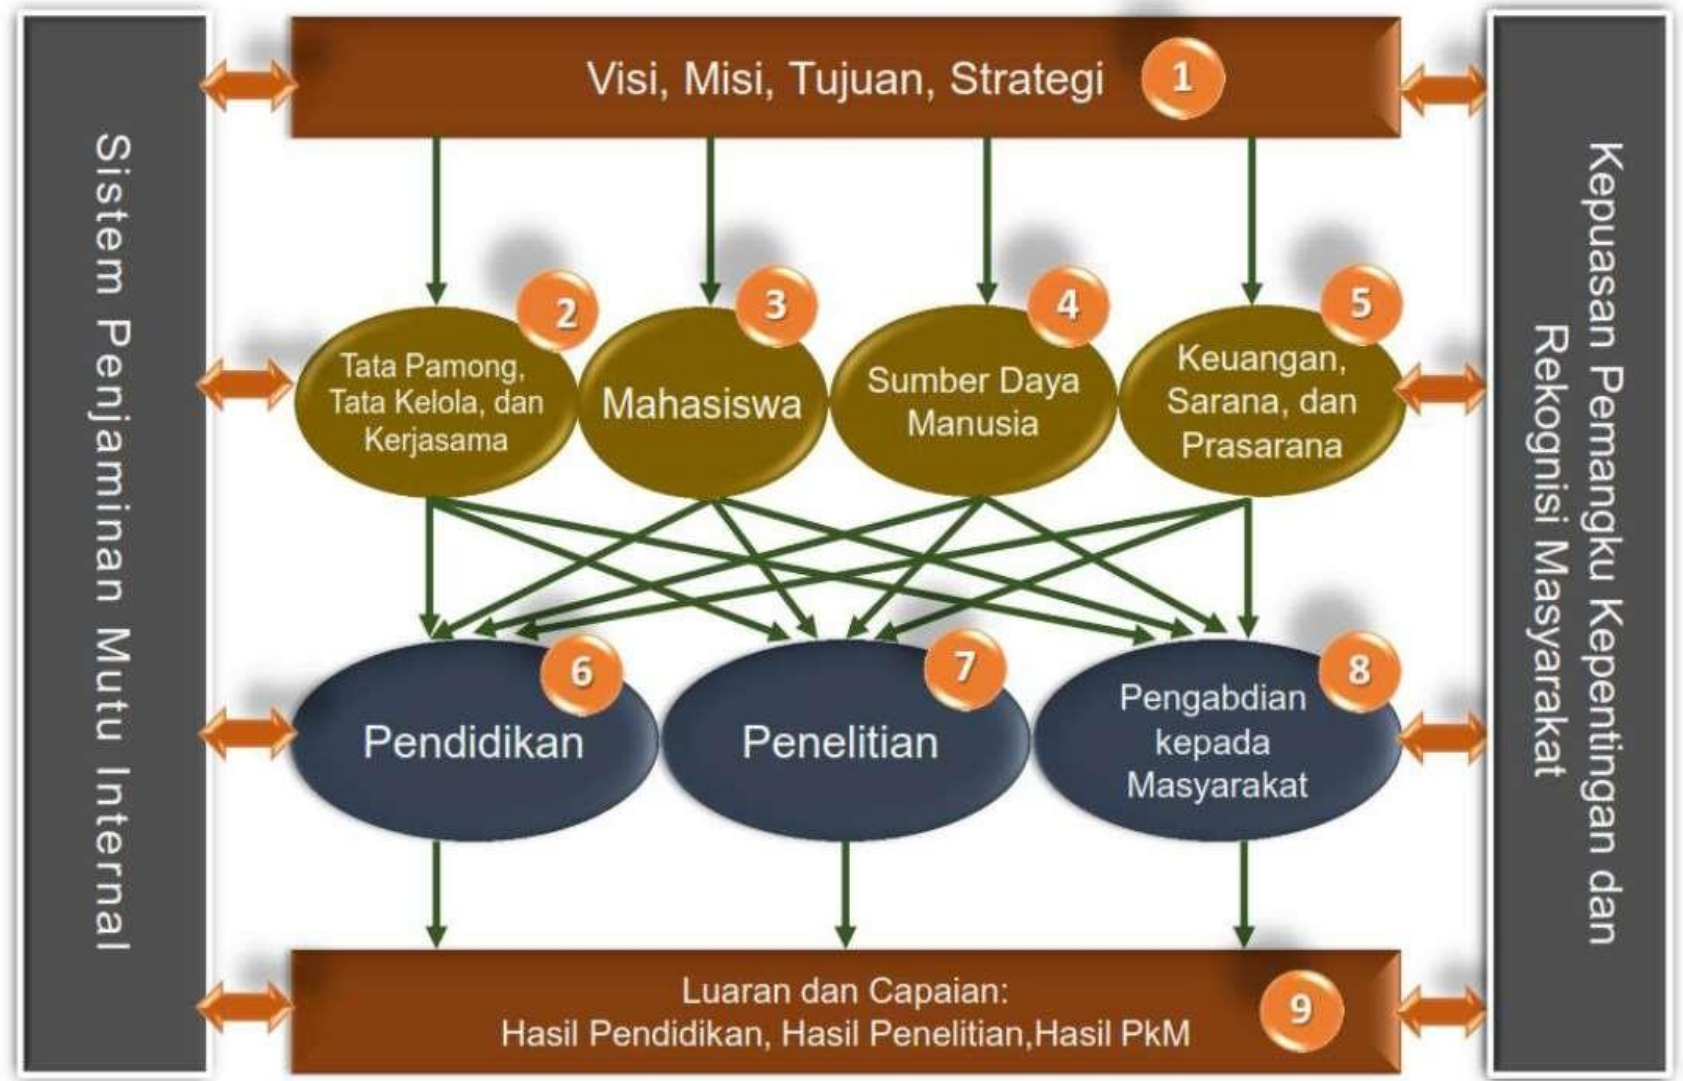 Sistem Penjaminan Mutu Internal
Visi, Misi, Tujuan, Strategi
1
2
Tata Pamong,
Tata Kelola, dan
Kerjasama
3
Mahasiswa
4
Sumber Daya
Manusia
5
Keuangan,
Sarana, dan
Prasarana
6
Pendidikan
7
Penelitian
8
Pengabdian
kepada
Masyarakat
Luaran dan Capaian:
Hasil Pendidikan, Hasil Penelitian,Hasil PkM
9
Kepuasan Pemangku Kepentingan dan
Rekognisi Masyarakat